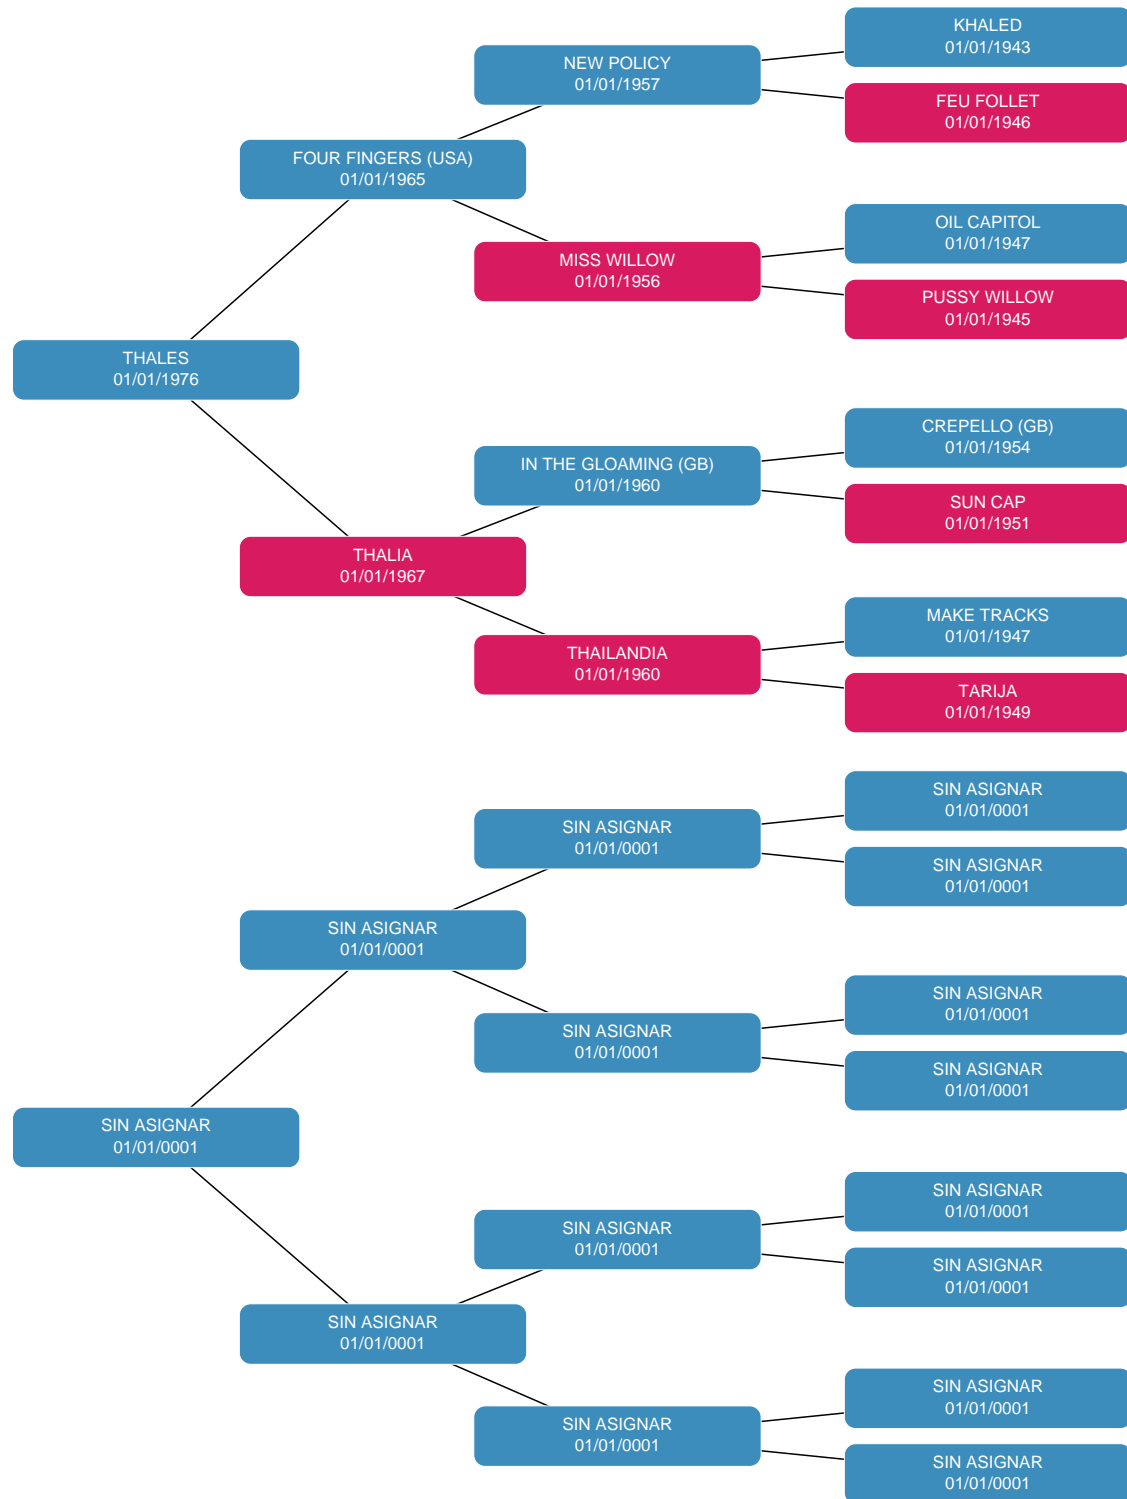 KHALED
01/01/1943
NEW POLICY
01/01/1957
FEU FOLLET
01/01/1946
FOUR FINGERS (USA)
01/01/1965
OIL CAPITOL
01/01/1947
MISS WILLOW
01/01/1956
PUSSY WILLOW
01/01/1945
THALES
01/01/1976
CREPELLO (GB)
01/01/1954
IN THE GLOAMING (GB)
01/01/1960
SUN CAP
01/01/1951
THALIA
01/01/1967
MAKE TRACKS
01/01/1947
THAILANDIA
01/01/1960
TARIJA
01/01/1949
SIN ASIGNAR
01/01/0001
SIN ASIGNAR
01/01/0001
SIN ASIGNAR
01/01/0001
SIN ASIGNAR
01/01/0001
SIN ASIGNAR
01/01/0001
SIN ASIGNAR
01/01/0001
SIN ASIGNAR
01/01/0001
SIN ASIGNAR
01/01/0001
SIN ASIGNAR
01/01/0001
SIN ASIGNAR
01/01/0001
SIN ASIGNAR
01/01/0001
SIN ASIGNAR
01/01/0001
SIN ASIGNAR
01/01/0001
SIN ASIGNAR
01/01/0001
SIN ASIGNAR
01/01/0001